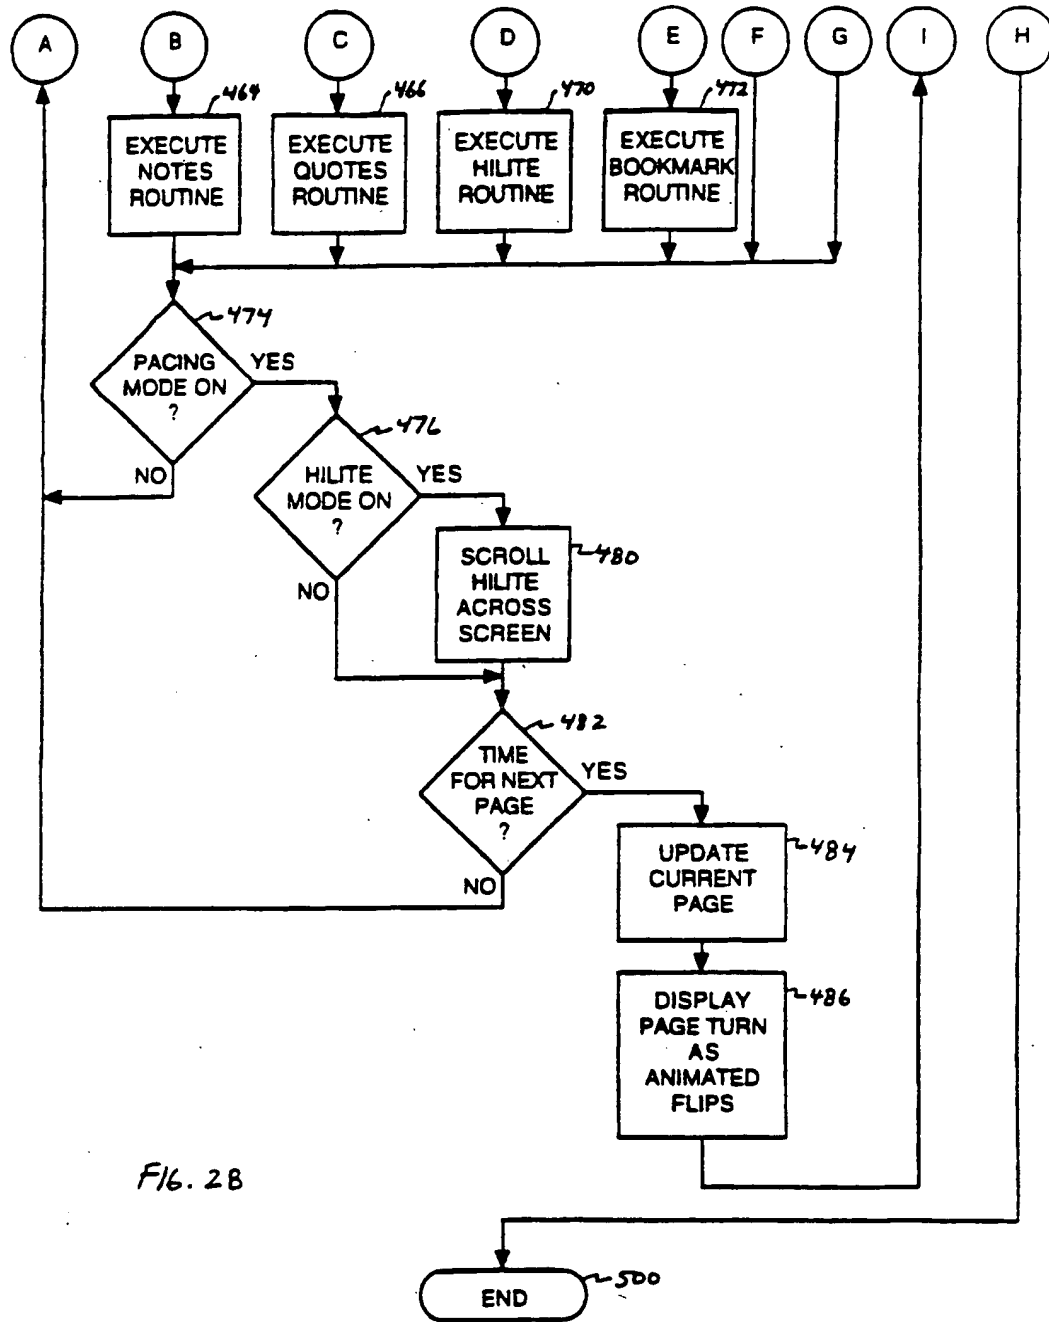 A B C D E F G I H
464 466 470 472
EXECUTE
NOTES
ROUTINE
EXECUTE
QUOTES
ROUTINE
EXECUTE
HILITE
ROUTINE
EXECUTE
BOOKMARK
ROUTINE
474
PACING
MODE ON
?
YES
NO
476
HILITE
MODE ON
?
YES
NO
480
SCROLL
HILITE
ACROSS
SCREEN
482
TIME
FOR NEXT
PAGE
?
YES
NO
484
UPDATE
CURRENT
PAGE
486
DISPLAY
PAGE TURN
AS
ANIMATED
FLIPS
FIG. 2B
500
END